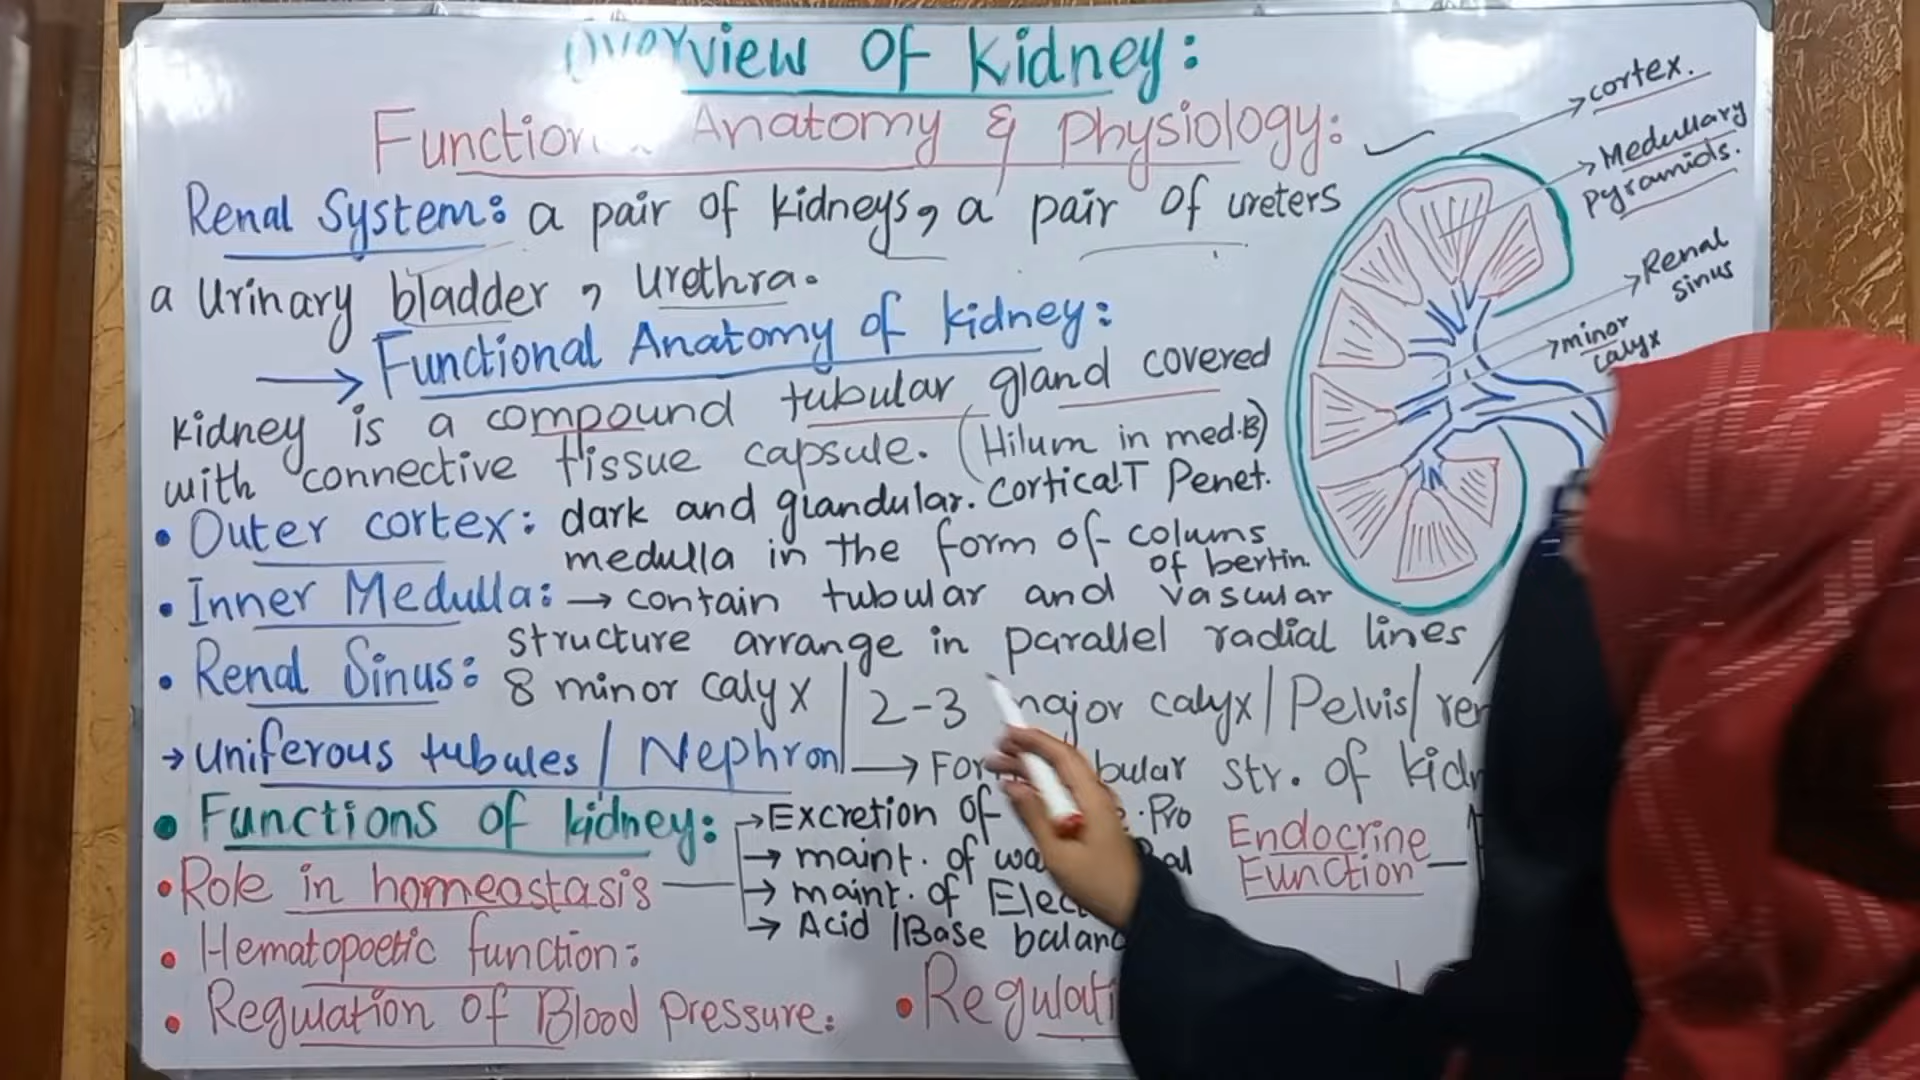 Overview Of Kidney:
Functional Anatomy & Physiology:
Renal System: a pair of kidneys, a pair of ureters
a Urinary bladder, Urethra.
→ Functional Anatomy of kidney:
kidney is a compound tubular gland covered
with connective tissue capsule. (Hilum in med.B)
• Outer cortex: dark and glandular. Cortical T Penet.
medulla in the form of colums
of bertin.
• Inner Medulla: → contain tubular and vascular
structure arrange in parallel radial lines
• Renal Sinus: 8 minor calyx / 2-3 major calyx / Pelvis /
→ Uniferous tubules / Nephron → str. of
• Functions of kidney:
• Role in homeostasis
→ Excretion of Pro
→ maint. of
→ maint. of
→ Acid / Base
Endocrine
Function
• Hematopoetic function:
• Regulation of Blood Pressure:
cortex.
Medullary
pyramids.
Renal
sinus
minor
calyx